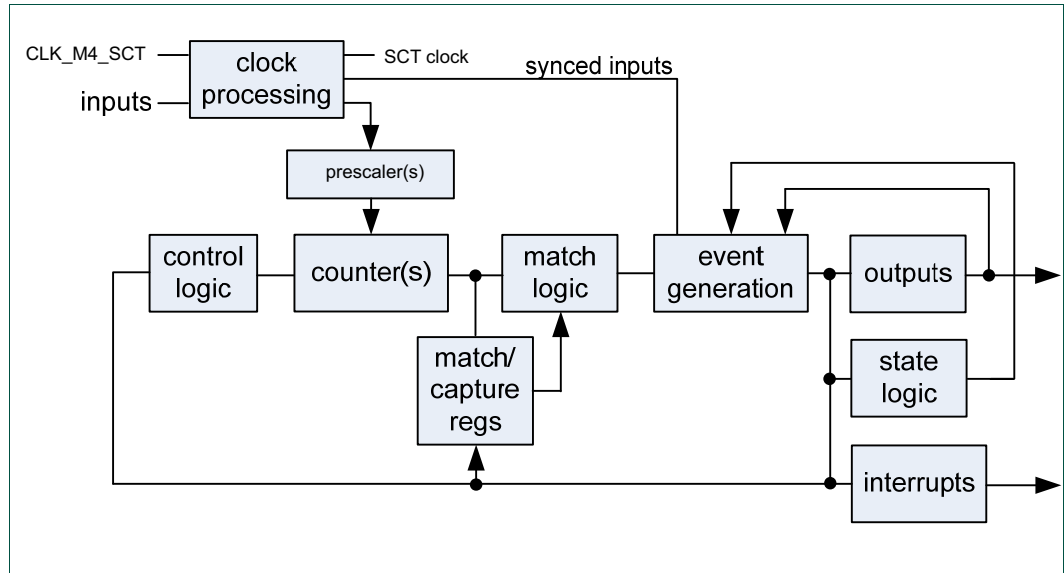 CLK_M4_SCT
clock
processing
SCT clock
synced inputs
inputs
prescaler(s)
control
logic
counter(s)
match
logic
event
generation
outputs
match/
capture
regs
state
logic
interrupts